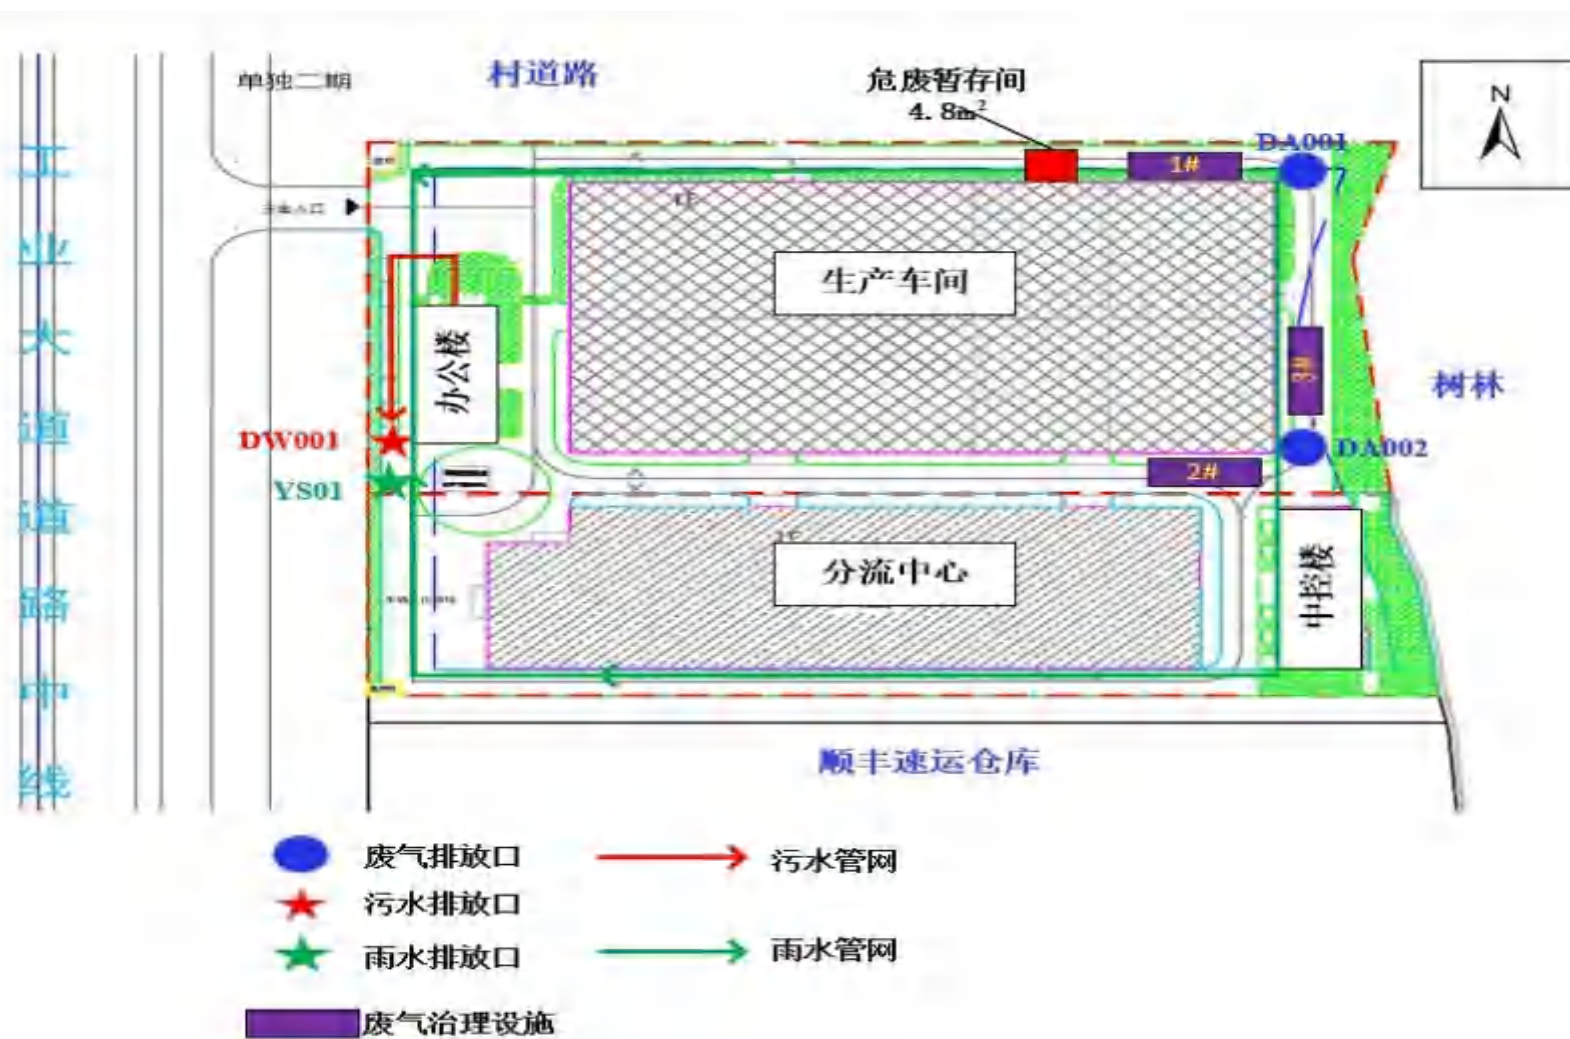 单独二期
村道路
危废暂存间
4.8m²
N
DA001
1#
工业大道道路中线
生产车间
办公楼
3#
树林
DW001
DA002
2#
YS01
分流中心
中控楼
顺丰速运仓库
废气排放口
污水管网
污水排放口
雨水排放口
雨水管网
废气治理设施